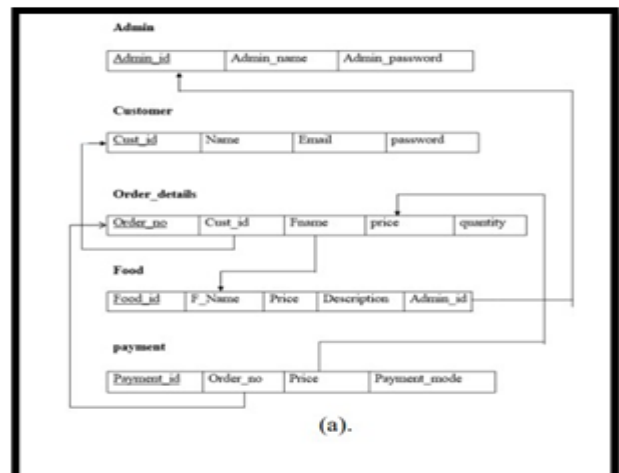 Admin
Admin_id Admin_name Admin_password
Customer
Cust_id Name Email password
Order_details
Order_no Cust_id Fname price quantity
Food
Food_id F_Name Price Description Admin_id
payment
Payment_id Order_no Price Payment_mode
(a).